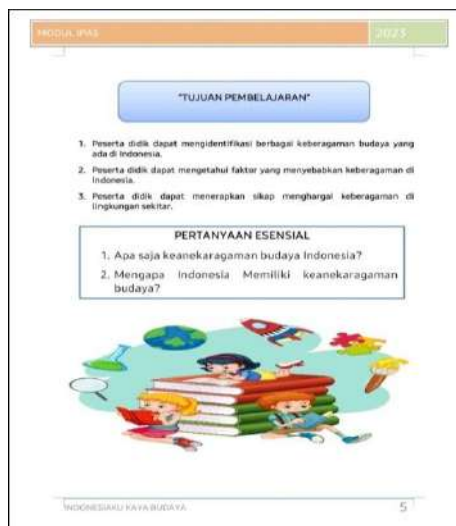 MODUL IPAS
2023
"TUJUAN PEMBELAJARAN"
1. Peserta didik dapat mengidentifikasi berbagai keberagaman budaya yang
ada di Indonesia.
2. Peserta didik dapat mengetahui faktor yang menyebabkan keberagaman di
Indonesia.
3. Peserta didik dapat menerapkan sikap menghargai keberagaman di
lingkungan sekitar.
PERTANYAAN ESENSIAL
1. Apa saja keanekaragaman budaya Indonesia?
2. Mengapa Indonesia Memiliki keanekaragaman
budaya?
INDONESIAKU KAYA BUDAYA
5